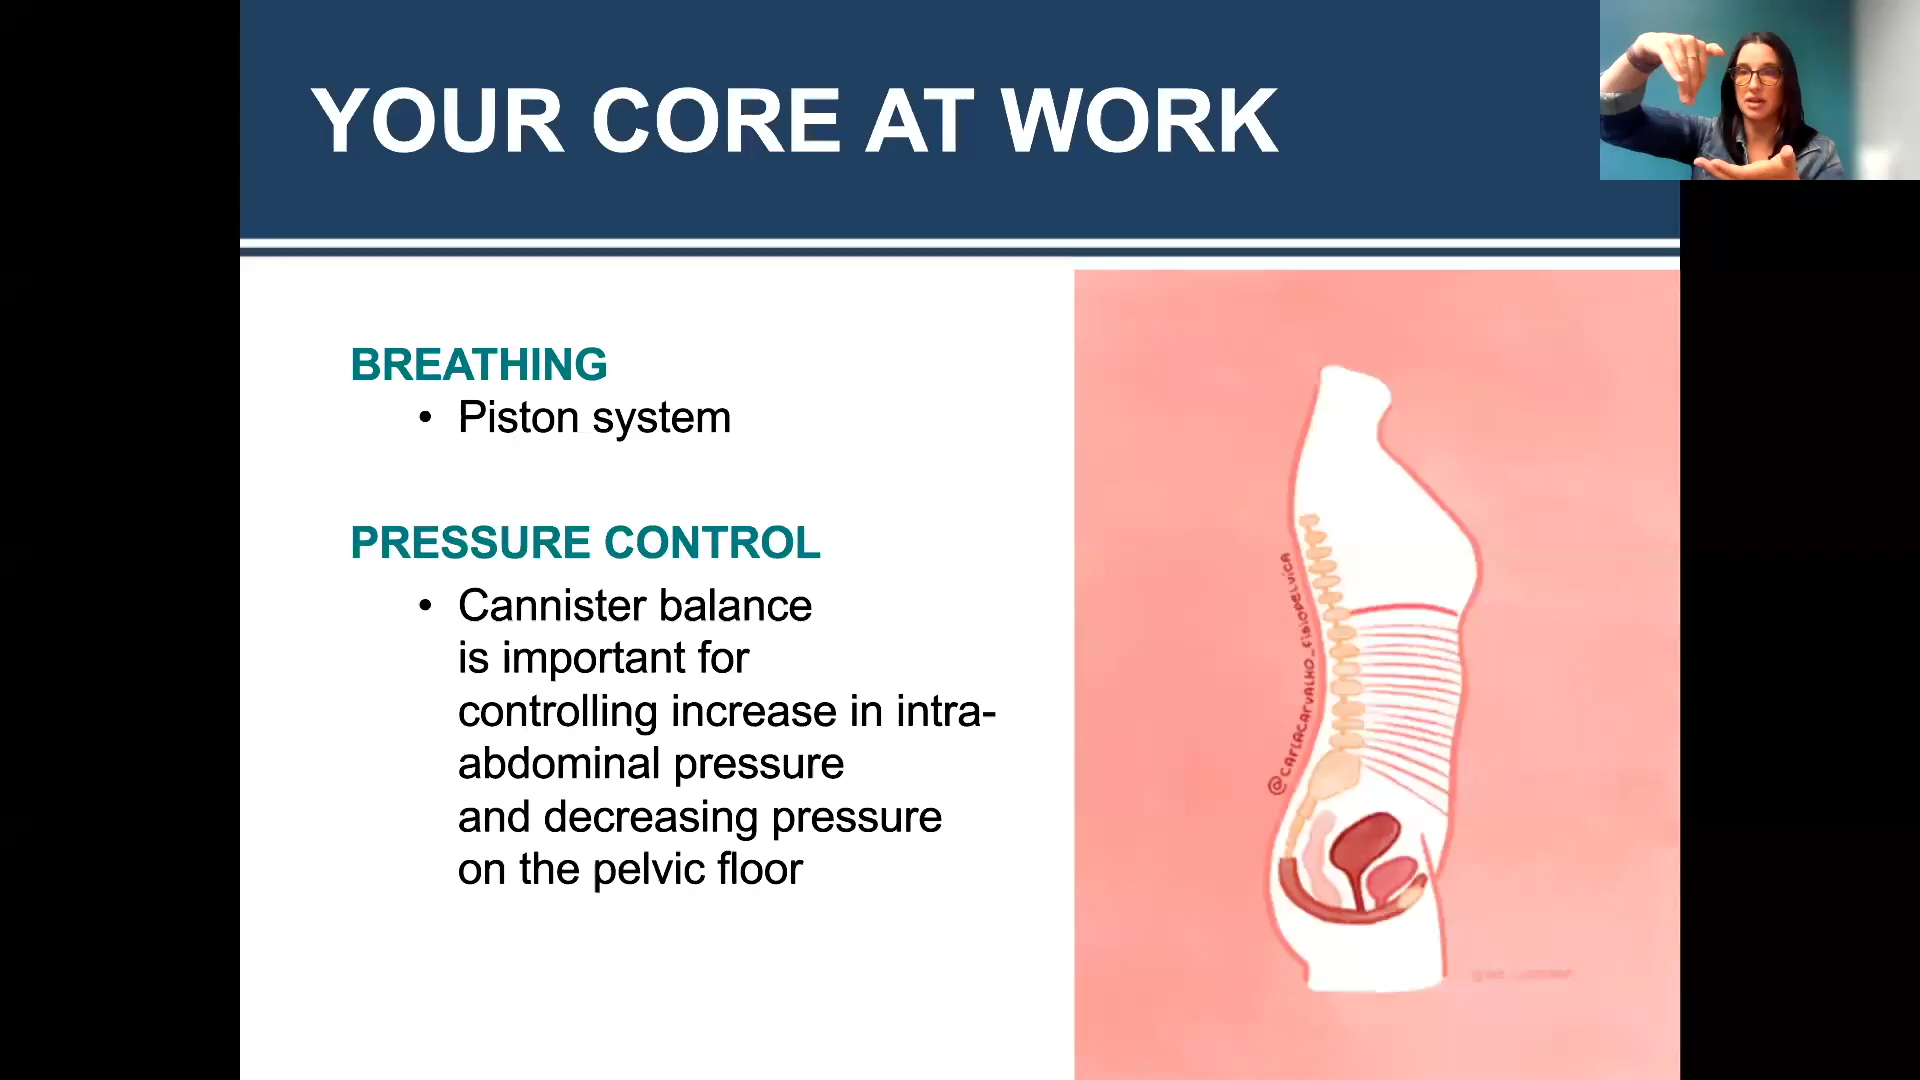 YOUR CORE AT WORK
BREATHING
• Piston system
PRESSURE CONTROL
• Cannister balance
is important for
controlling increase in intra-
abdominal pressure
and decreasing pressure
on the pelvic floor
@CARLACARVALHO_FISIOPELVICA